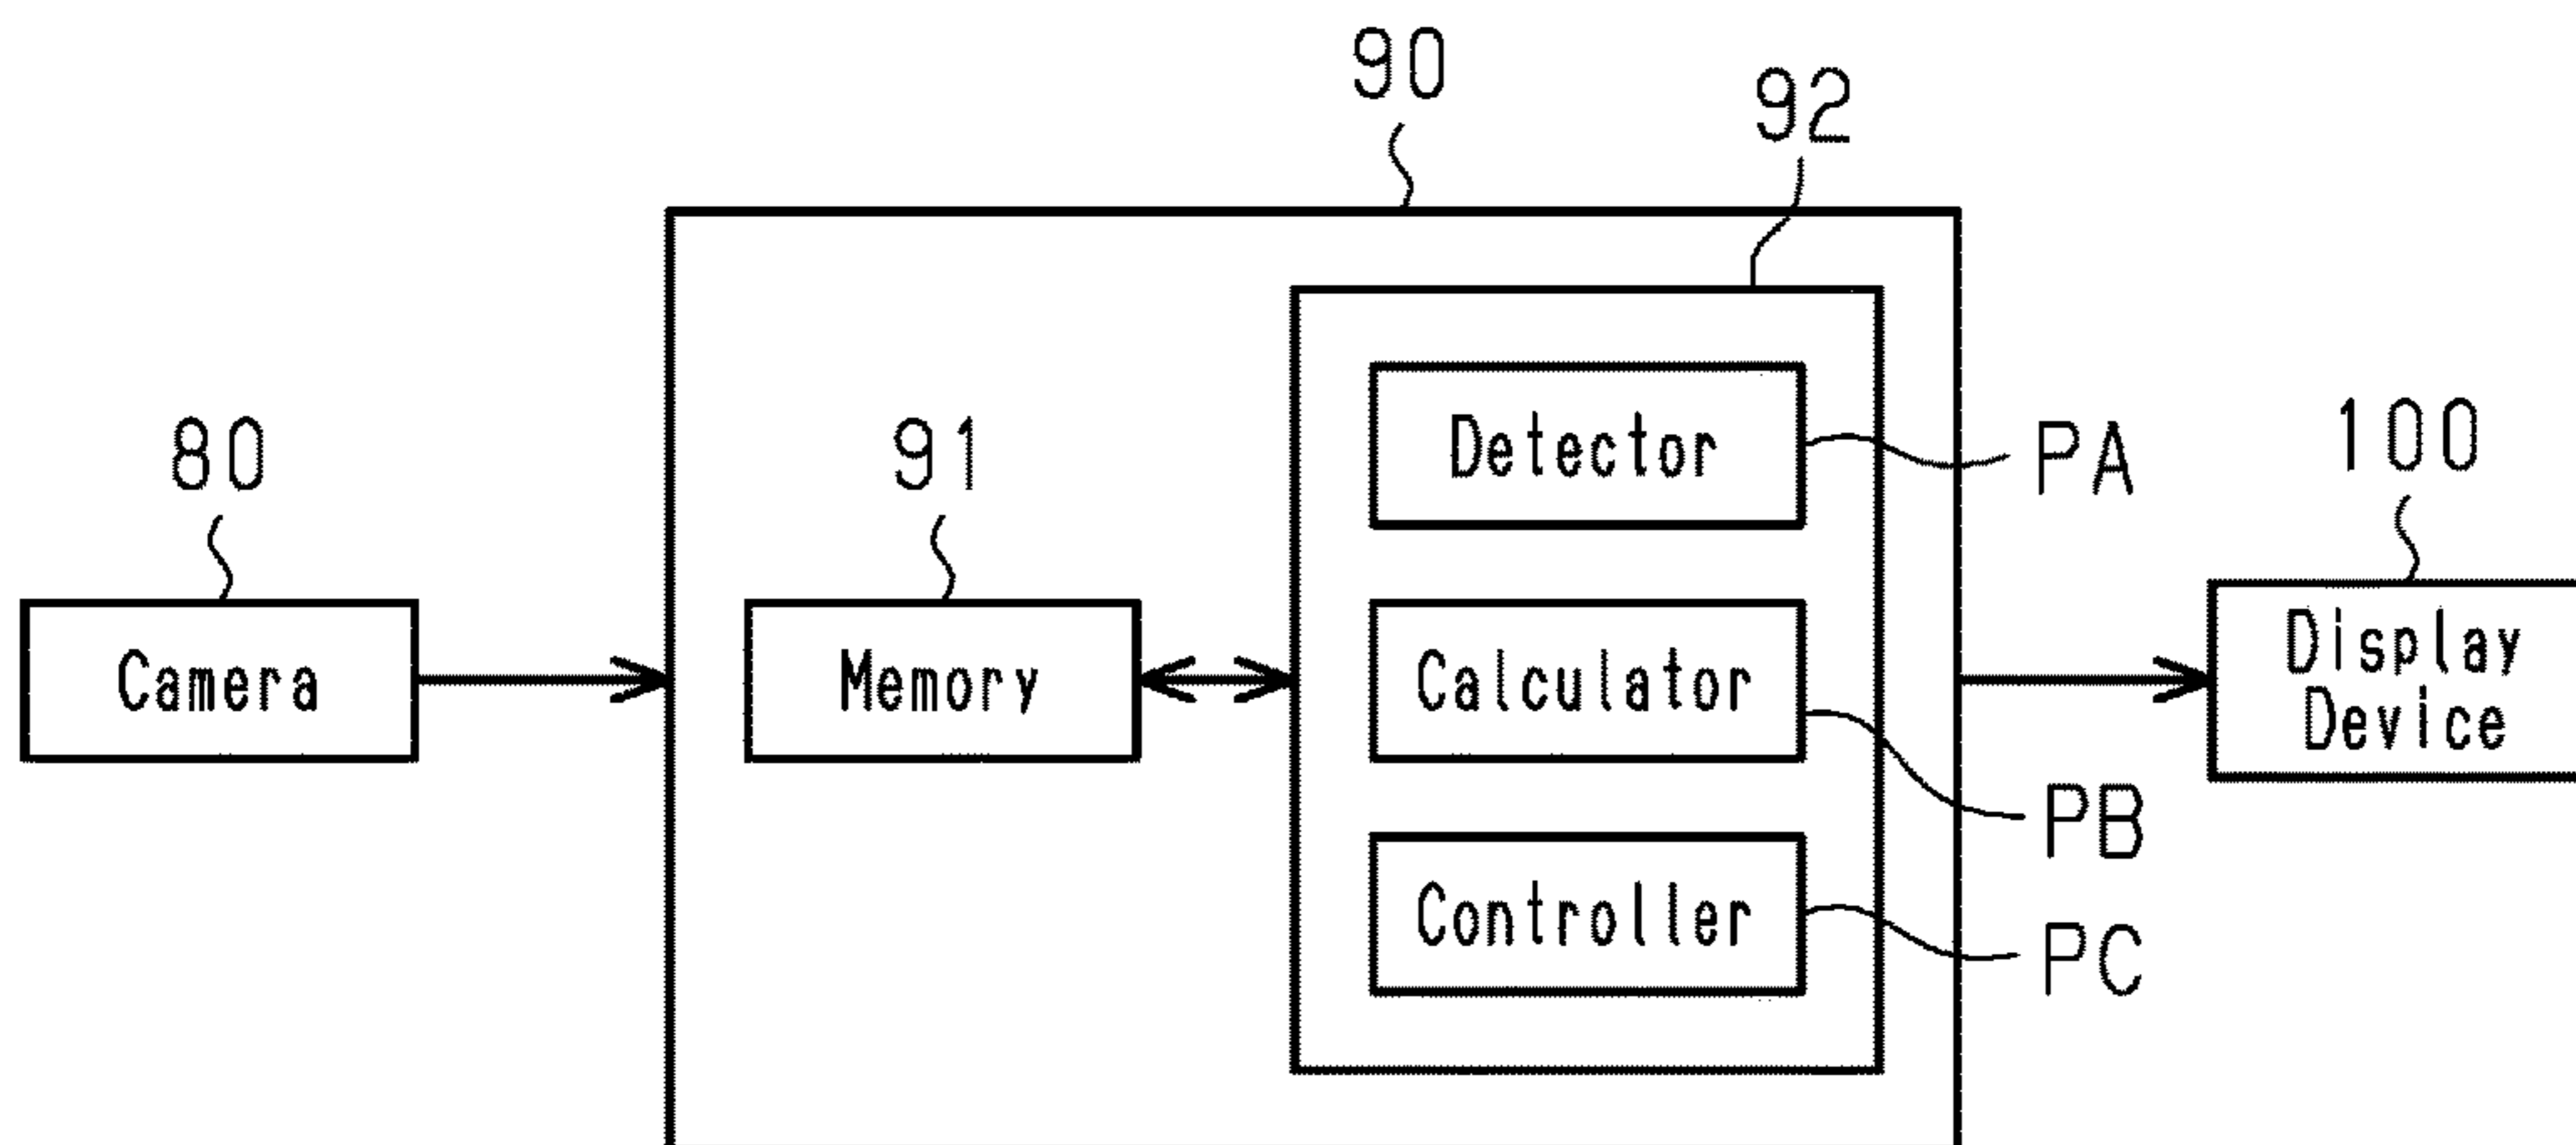 90
92
80
91
Detector
PA
100
Camera
Memory
Calculator
Display
Device
PB
Controller
PC